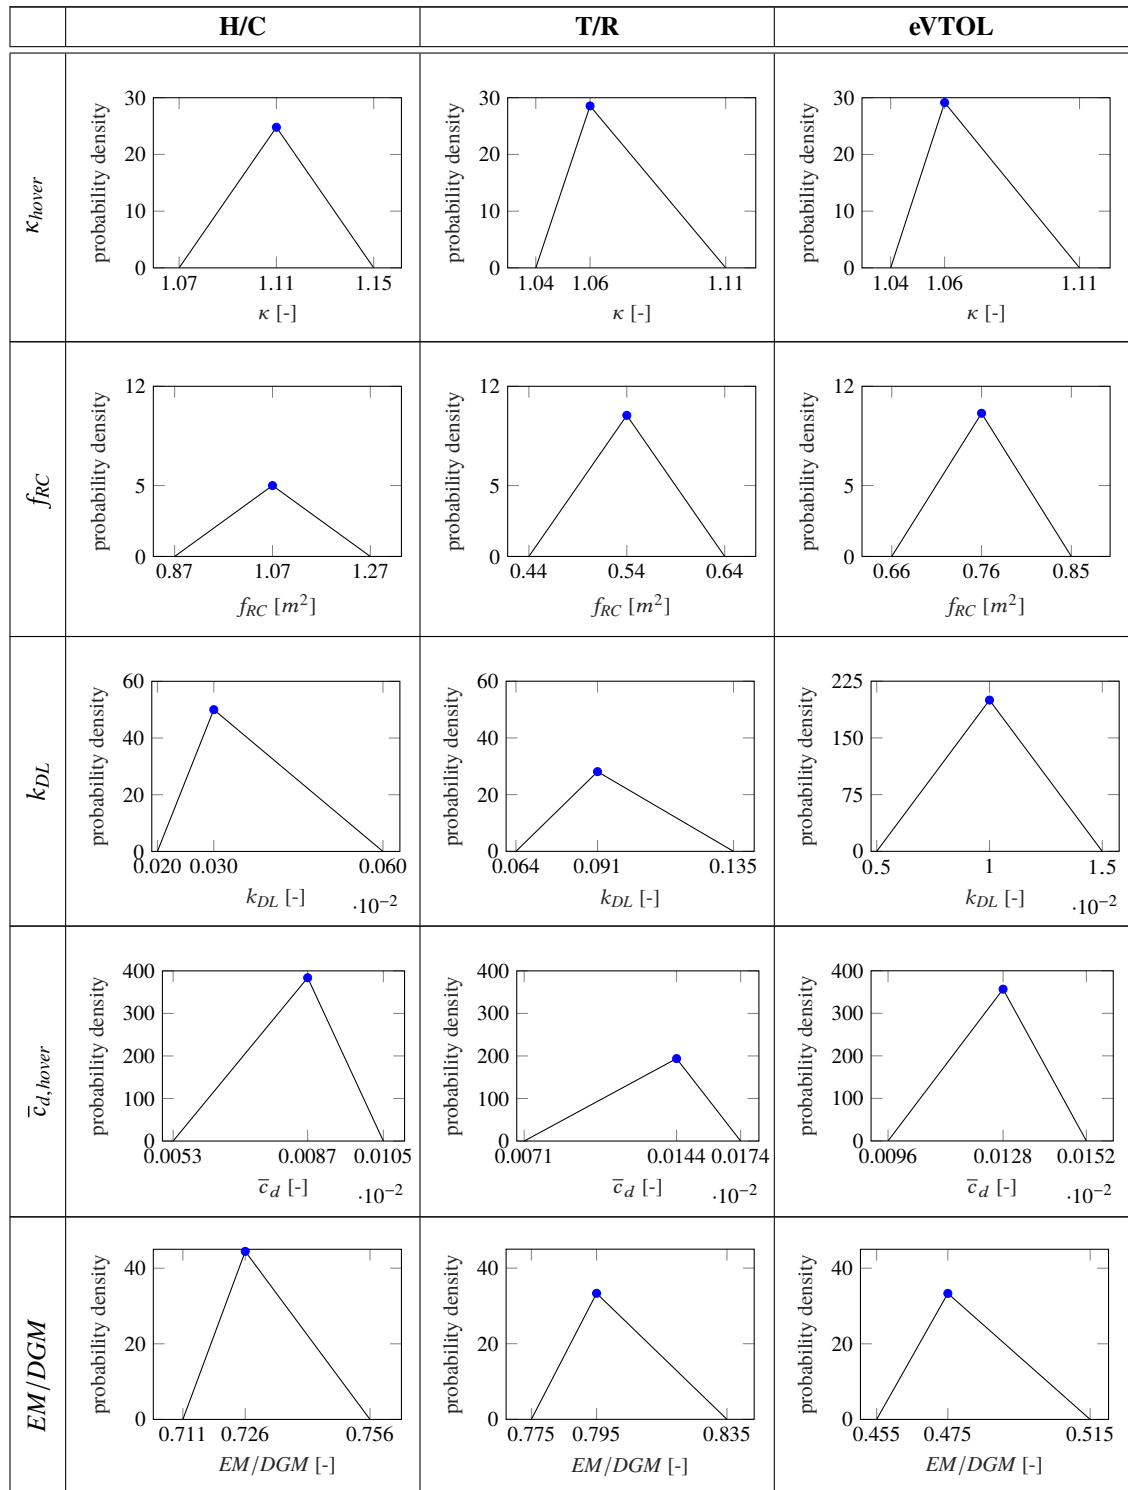 H/C T/R eVTOL
κhover
probability density
30
20
10
0
1.07 1.11 1.15
κ [-]
probability density
30
20
10
0
1.04 1.06 1.11
κ [-]
probability density
30
20
10
0
1.04 1.06 1.11
κ [-]
fRC
probability density
12
5
0
0.87 1.07 1.27
fRC [m²]
probability density
12
5
0
0.44 0.54 0.64
fRC [m²]
probability density
12
5
0
0.66 0.76 0.85
fRC [m²]
kDL
probability density
60
40
20
0
0.020 0.030 0.060
kDL [-]
·10⁻²
probability density
60
40
20
0
0.064 0.091 0.135
kDL [-]
probability density
225
150
75
0
0.5 1 1.5
kDL [-]
·10⁻²
c̅d,hover
probability density
400
300
200
100
0
0.0053 0.0087 0.0105
c̅d [-]
·10⁻²
probability density
400
300
200
100
0
0.0071 0.0144 0.0174
c̅d [-]
·10⁻²
probability density
400
300
200
100
0
0.0096 0.0128 0.0152
c̅d [-]
·10⁻²
EM/DGM
probability density
40
20
0
0.711 0.726 0.756
EM/DGM [-]
probability density
40
20
0
0.775 0.795 0.835
EM/DGM [-]
probability density
40
20
0
0.455 0.475 0.515
EM/DGM [-]